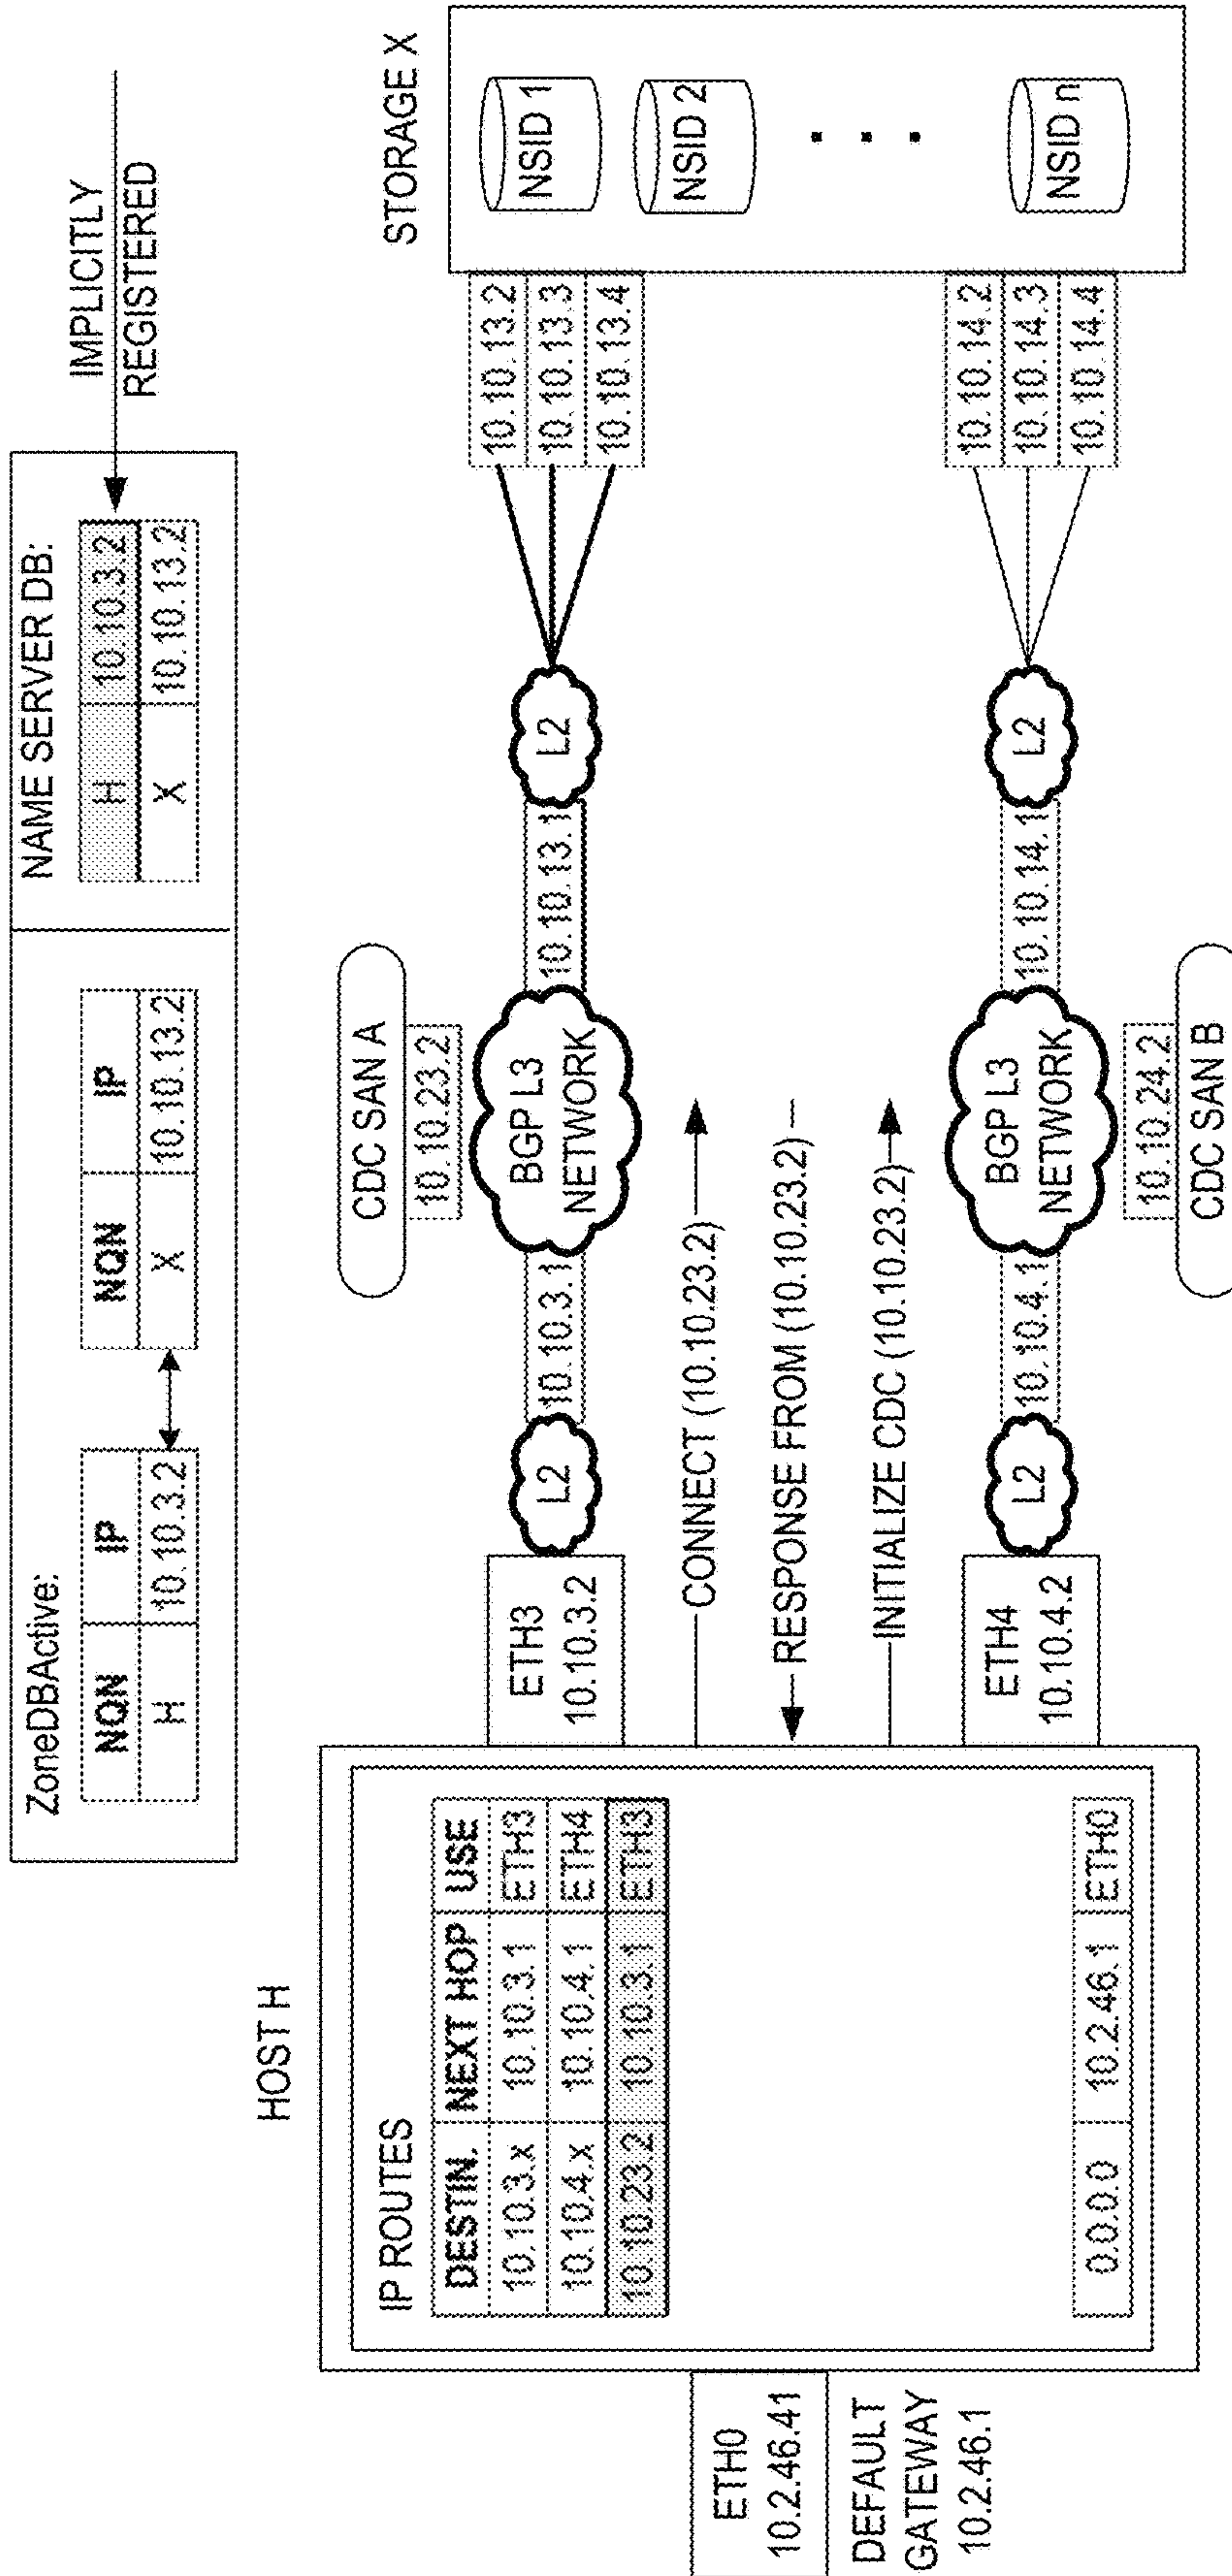 ZoneDBActive:
NQN IP
H 10.10.3.2
NQN IP
X 10.10.13.2
NAME SERVER DB:
H 10.10.3.2
X 10.10.13.2
IMPLICITLY
REGISTERED
HOST H
IP ROUTES
DESTIN. NEXT HOP USE
10.10.3.x 10.10.3.1 ETH3
10.10.4.x 10.10.4.1 ETH4
10.10.23.2 10.10.3.1 ETH3
0.0.0.0 10.2.46.1 ETH0
ETH0
10.2.46.41
DEFAULT
GATEWAY
10.2.46.1
ETH3
10.10.3.2
L2
10.10.3.1
CDC SAN A
10.10.23.2
BGP L3
NETWORK
10.10.13.1
L2
CONNECT (10.10.23.2)
RESPONSE FROM (10.10.23.2)
INITIALIZE CDC (10.10.23.2)
ETH4
10.10.4.2
L2
10.10.4.1
BGP L3
NETWORK
10.10.24.2
CDC SAN B
10.10.14.1
L2
STORAGE X
10.10.13.2
10.10.13.3
10.10.13.4
10.10.14.2
10.10.14.3
10.10.14.4
NSID 1
NSID 2
NSID n